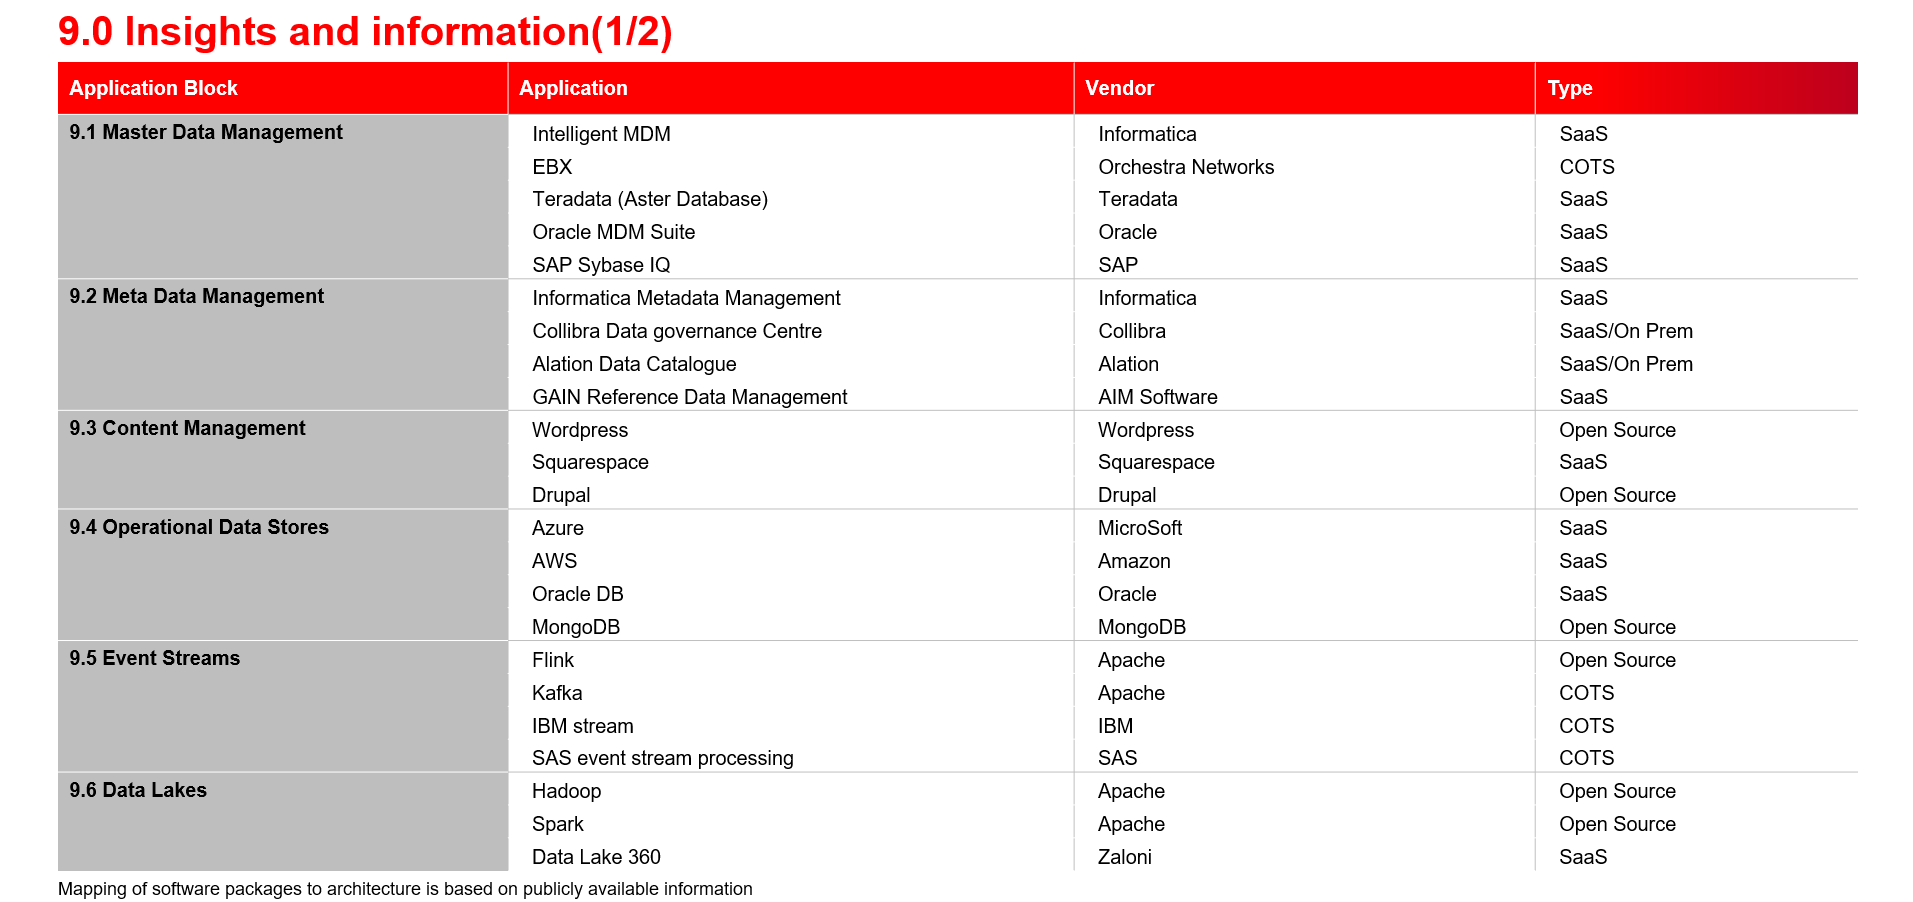 9.0 Insights and information(1/2)
Application Block Application Vendor Type
9.1 Master Data Management Intelligent MDM Informatica SaaS
EBX Orchestra Networks COTS
Teradata (Aster Database) Teradata SaaS
Oracle MDM Suite Oracle SaaS
SAP Sybase IQ SAP SaaS
9.2 Meta Data Management Informatica Metadata Management Informatica SaaS
Collibra Data governance Centre Collibra SaaS/On Prem
Alation Data Catalogue Alation SaaS/On Prem
GAIN Reference Data Management AIM Software SaaS
9.3 Content Management Wordpress Wordpress Open Source
Squarespace Squarespace SaaS
Drupal Drupal Open Source
9.4 Operational Data Stores Azure MicroSoft SaaS
AWS Amazon SaaS
Oracle DB Oracle SaaS
MongoDB MongoDB Open Source
9.5 Event Streams Flink Apache Open Source
Kafka Apache COTS
IBM stream IBM COTS
SAS event stream processing SAS COTS
9.6 Data Lakes Hadoop Apache Open Source
Spark Apache Open Source
Data Lake 360 Zaloni SaaS
Mapping of software packages to architecture is based on publicly available information